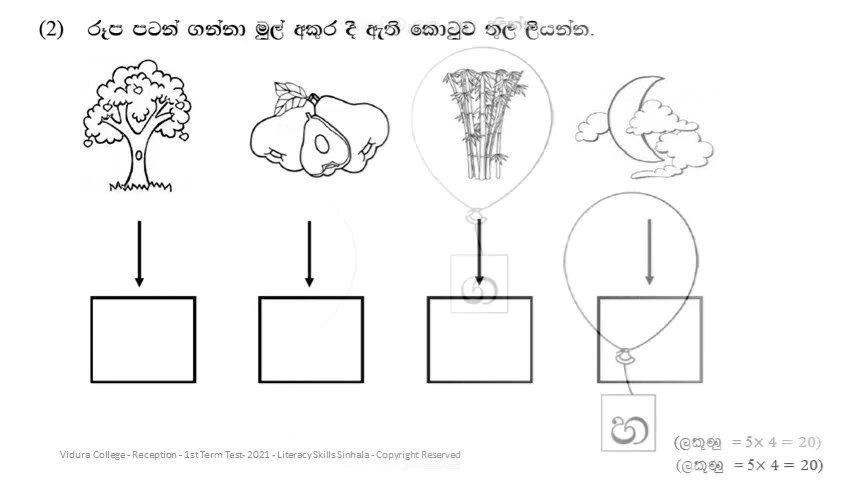 (2) රූප පටන් ගන්නා මුල් අකුර දී ඇති කොටුව තුල ලියන්න.
හ
හ
(ලකුණු = 5× 4 = 20)
(ලකුණු = 5× 4 = 20)
Vidura College - Reception - 1st Term Test- 2021 - Literacy Skills Sinhala - Copyright Reserved